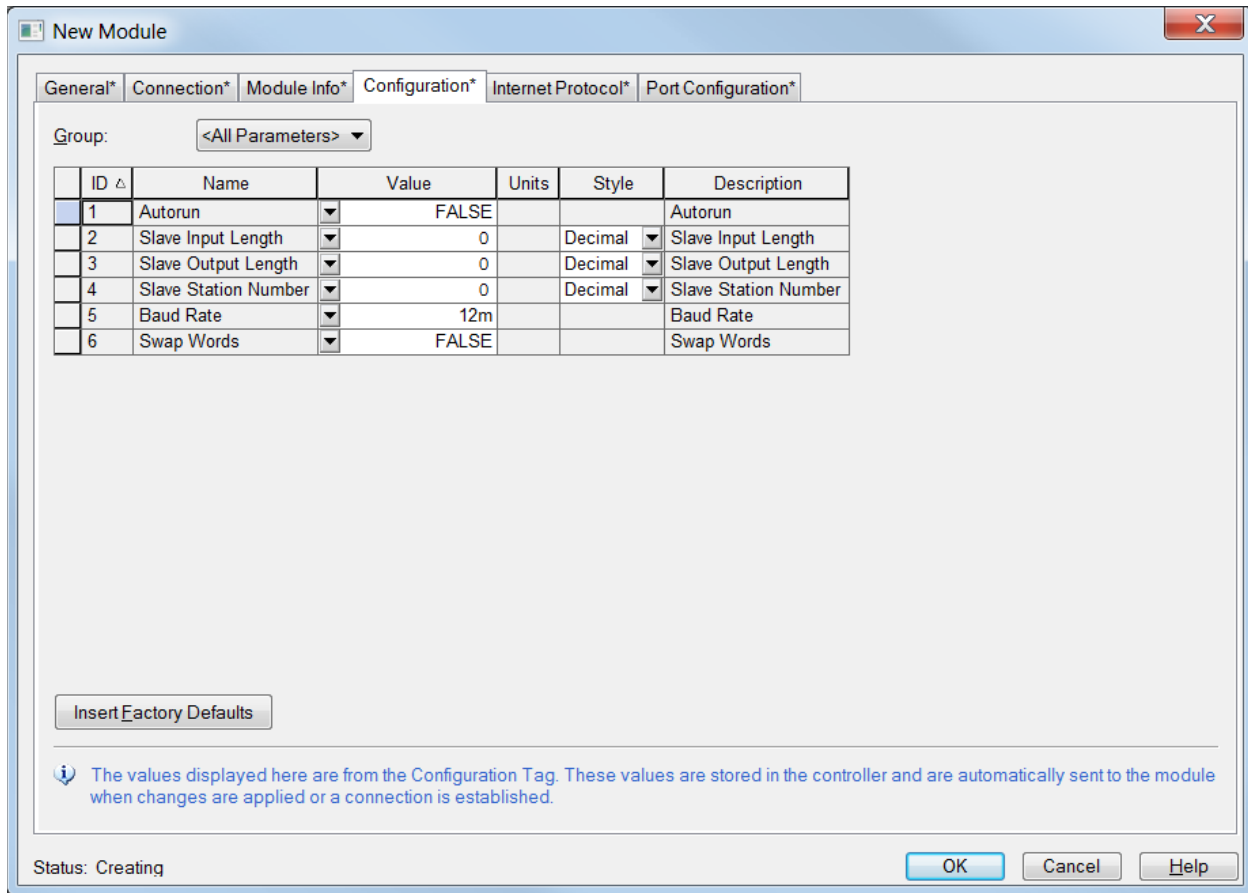 New Module
General* Connection* Module Info* Configuration* Internet Protocol* Port Configuration*
Group: <All Parameters>
ID Name Value Units Style Description
1 Autorun FALSE Autorun
2 Slave Input Length 0 Decimal Slave Input Length
3 Slave Output Length 0 Decimal Slave Output Length
4 Slave Station Number 0 Decimal Slave Station Number
5 Baud Rate 12m Baud Rate
6 Swap Words FALSE Swap Words
Insert Factory Defaults
The values displayed here are from the Configuration Tag. These values are stored in the controller and are automatically sent to the module
when changes are applied or a connection is established.
Status: Creating OK Cancel Help